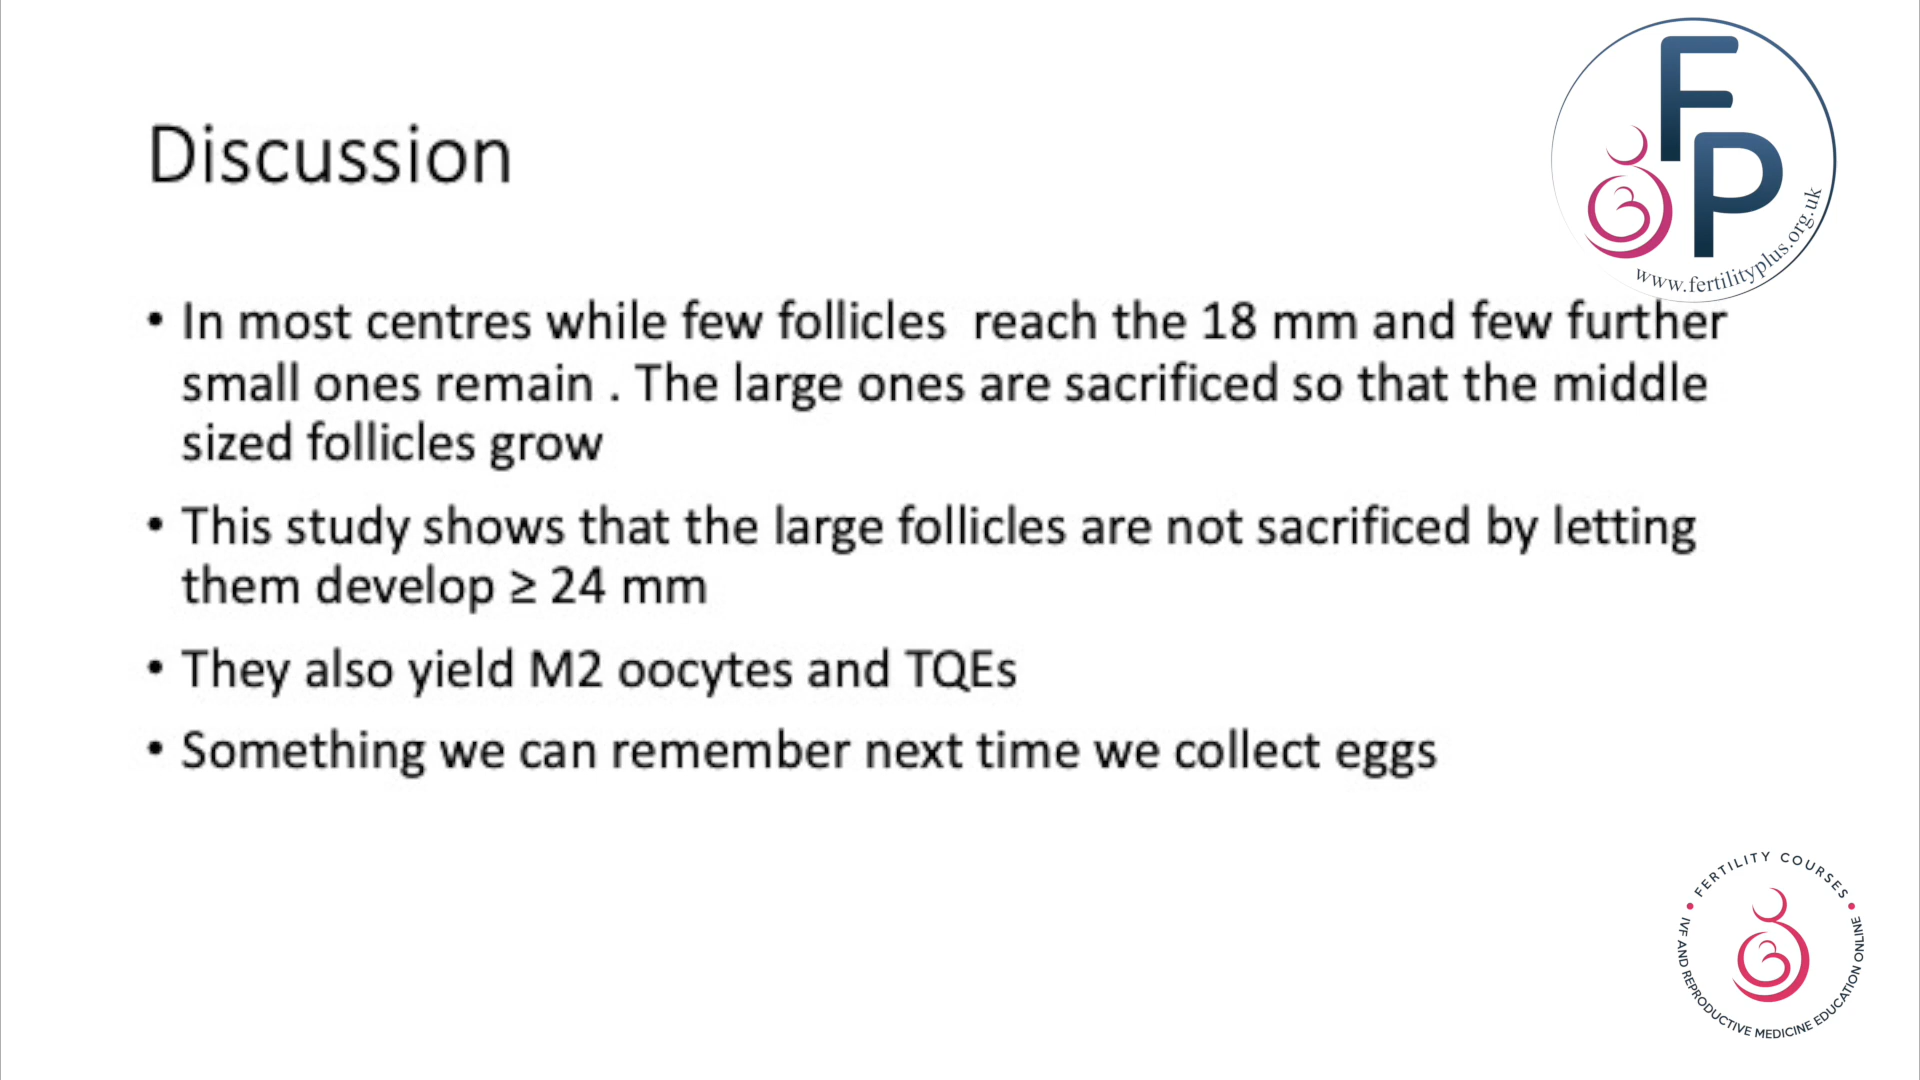 Discussion
• In most centres while few follicles  reach the 18 mm and few further
small ones remain . The large ones are sacrificed so that the middle
sized follicles grow
• This study shows that the large follicles are not sacrificed by letting
them develop ≥ 24 mm
• They also yield M2 oocytes and TQEs
• Something we can remember next time we collect eggs
FP
www.fertilityplus.org.uk
• FERTILITY COURSES •
IVF AND REPRODUCTIVE MEDICINE EDUCATION ONLINE